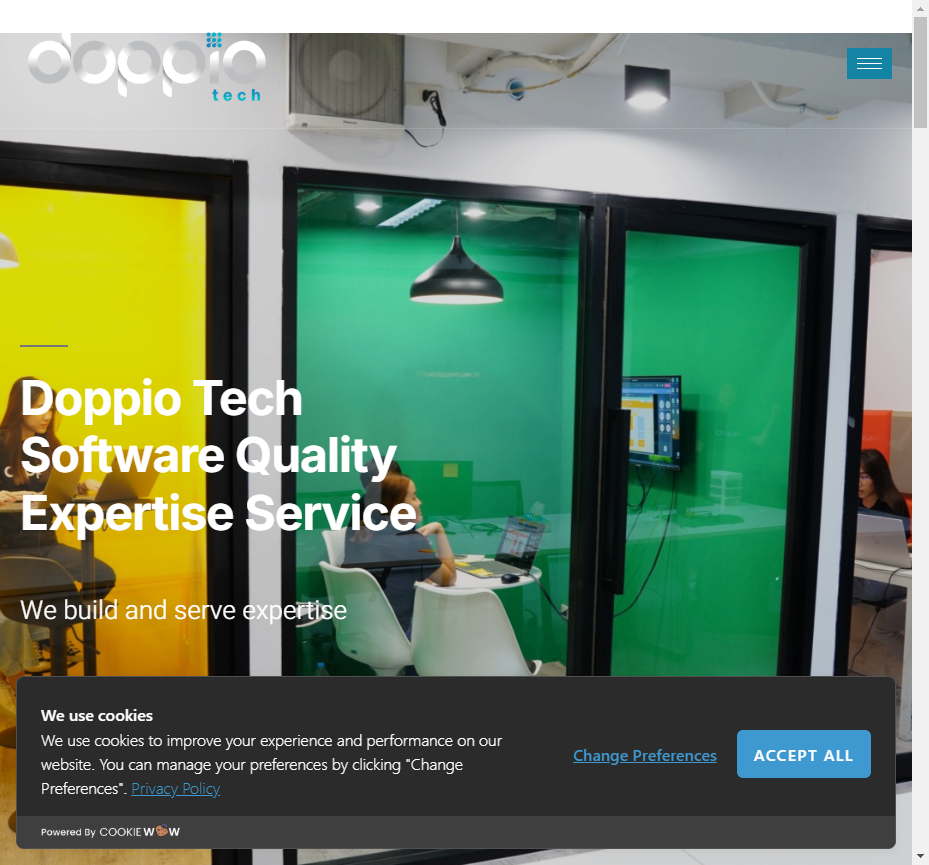 doppio
tech
Doppio Tech
Software Quality
Expertise Service
We build and serve expertise
We use cookies
We use cookies to improve your experience and performance on our
website. You can manage your preferences by clicking "Change
Preferences". Privacy Policy
Change Preferences
ACCEPT ALL
Powered By COOKIE WOW